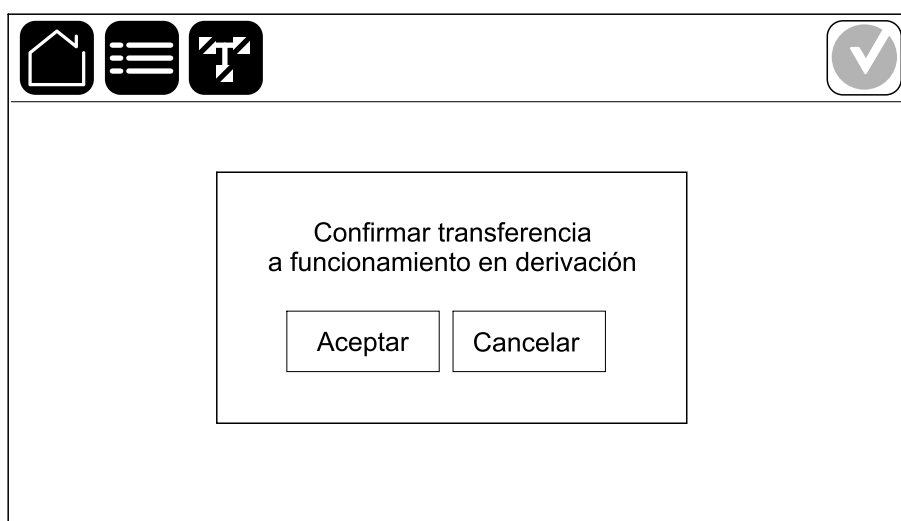 Confirmar transferencia
a funcionamiento en derivación
Aceptar
Cancelar